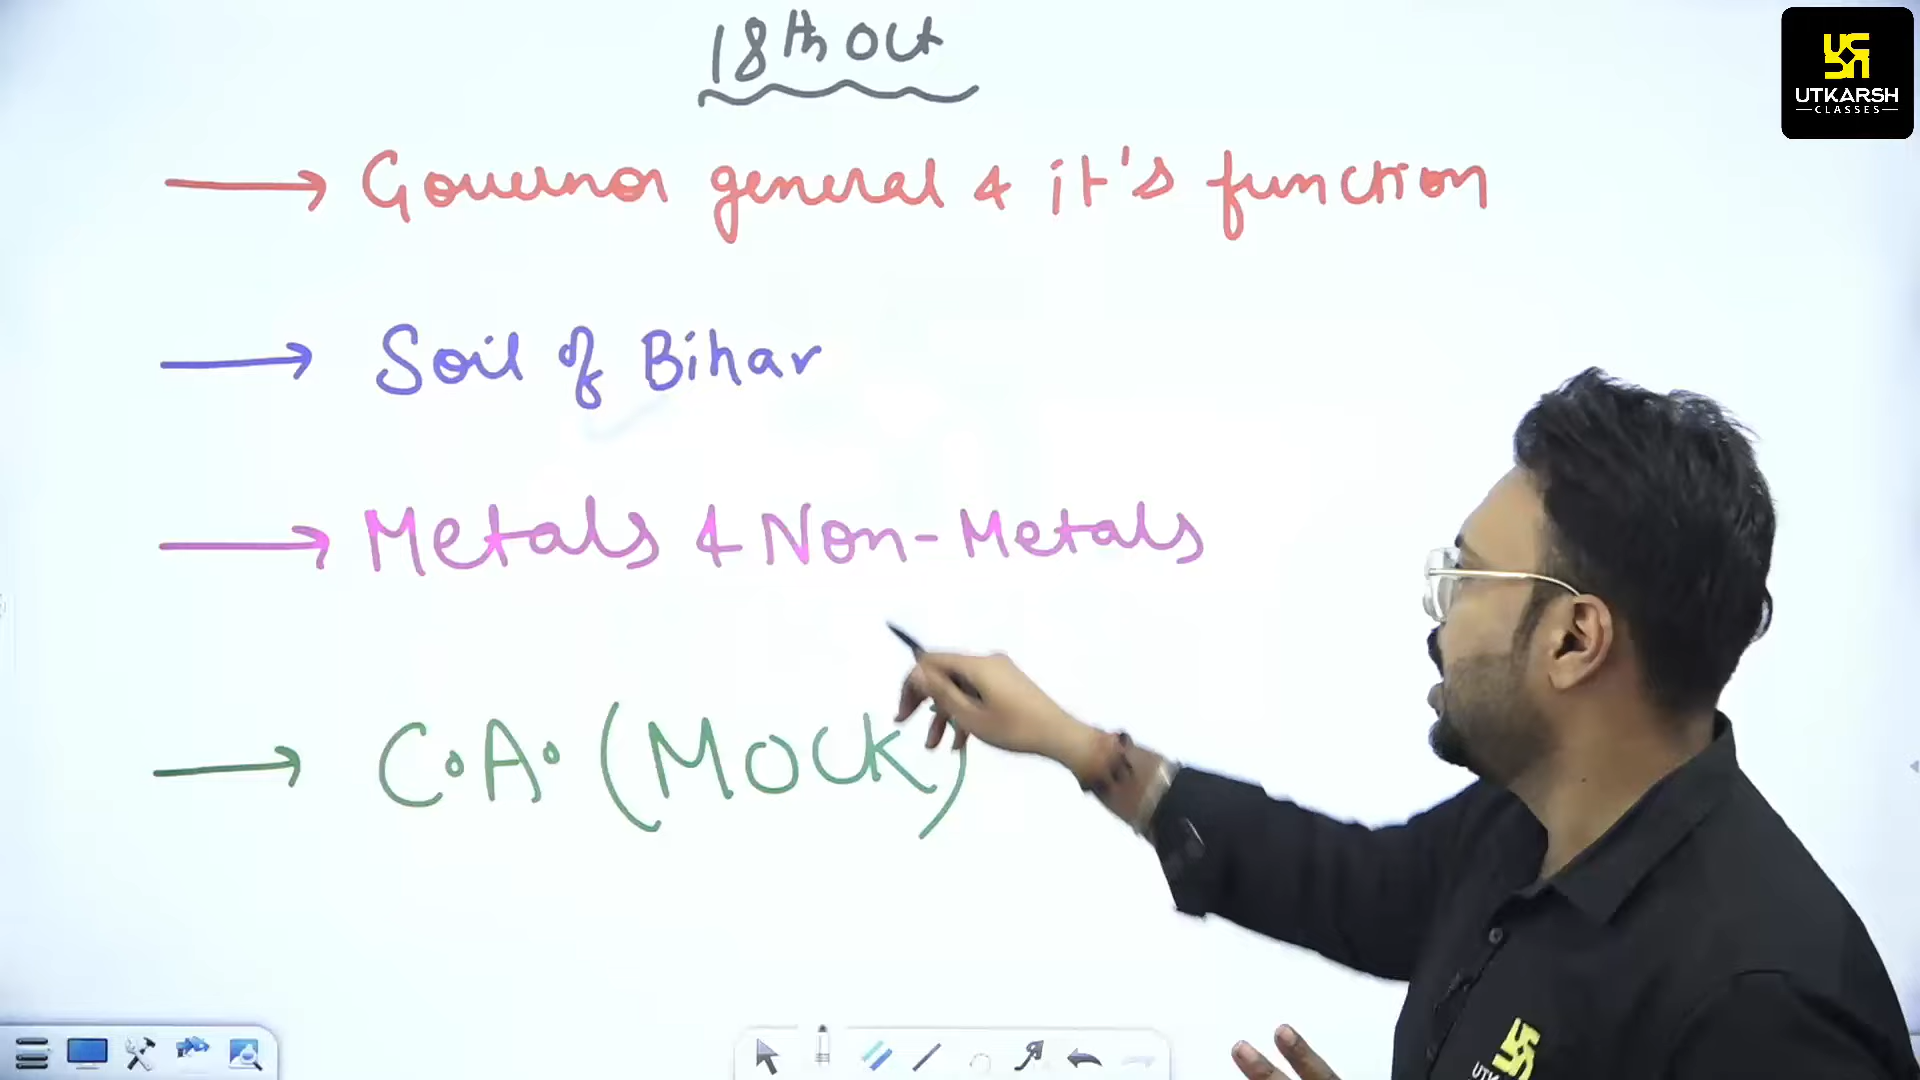 18th Oct
UTKARSH
CLASSES
Governor general & it's function
Soil of Bihar
Metals & Non-Metals
C.A. (Mock)